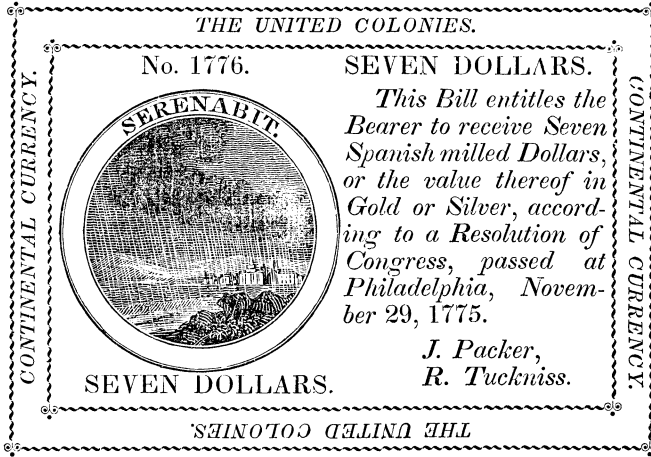 THE UNITED COLONIES.
CONTINENTAL CURRENCY.
No. 1776.
SERENABIT.
SEVEN DOLLARS.
SEVEN DOLLARS.
This Bill entitles the
Bearer to receive Seven
Spanish milled Dollars,
or the value thereof in
Gold or Silver, accord-
ing to a Resolution of
Congress, passed at
Philadelphia, Novem-
ber 29, 1775.
J. Packer,
R. Tuckniss.
CONTINENTAL CURRENCY.
THE UNITED COLONIES.